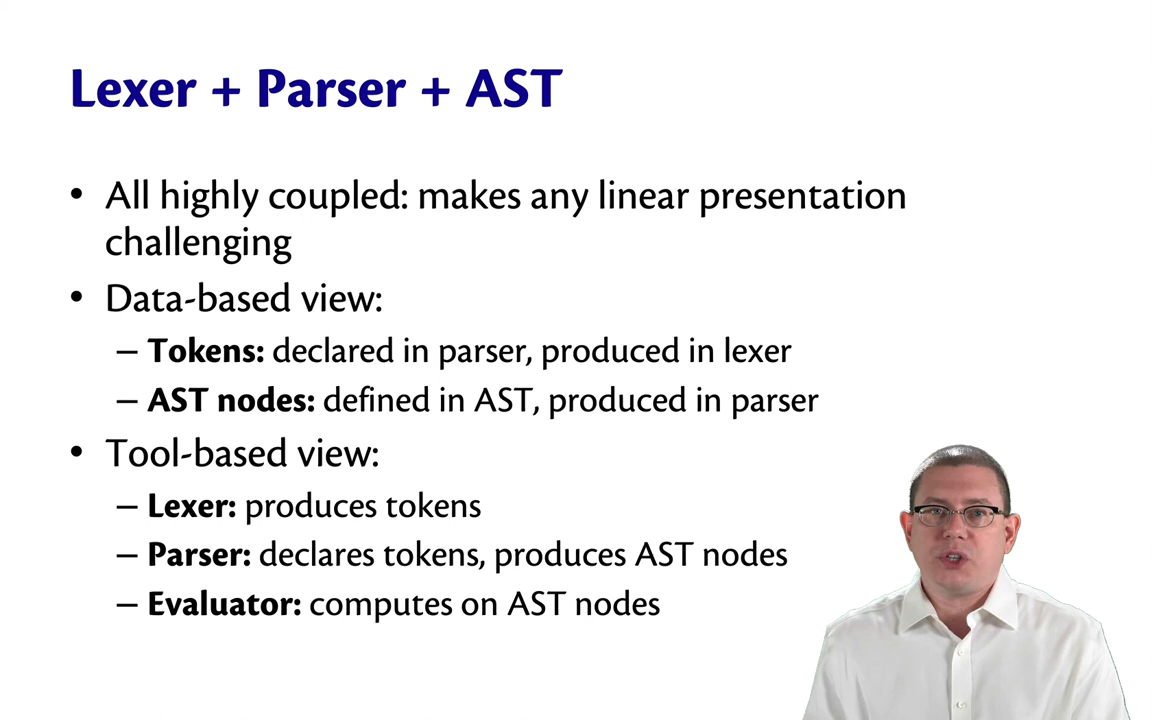 Lexer + Parser + AST
• All highly coupled: makes any linear presentation
challenging
• Data-based view:
– Tokens: declared in parser, produced in lexer
– AST nodes: defined in AST, produced in parser
• Tool-based view:
– Lexer: produces tokens
– Parser: declares tokens, produces AST nodes
– Evaluator: computes on AST nodes